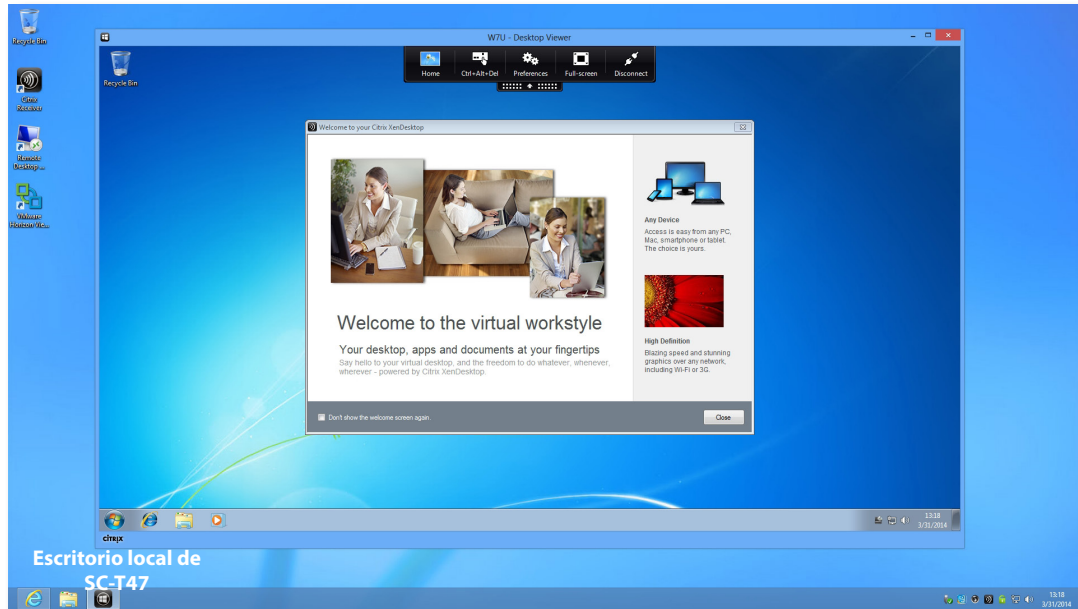 Recycle Bin
Citrix
Receiver
Remote
Desktop ...
VMware
Horizon Vie...
W7U - Desktop Viewer
Recycle Bin
Home
Ctrl+Alt+Del
Preferences
Full-screen
Disconnect
Welcome to your Citrix XenDesktop
Welcome to the virtual workstyle
Your desktop, apps and documents at your fingertips
Say hello to your virtual desktop, and the freedom to do whatever, whenever,
wherever - powered by Citrix XenDesktop.
Any Device
Access is easy from any PC,
Mac, smartphone or tablet.
The choice is yours.
High Definition
Blazing speed and stunning
graphics over any network,
including Wi-Fi or 3G.
Don't show the welcome screen again.
Close
13:18
3/31/2014
citrix
Escritorio local de
SC-T47
13:18
3/31/2014